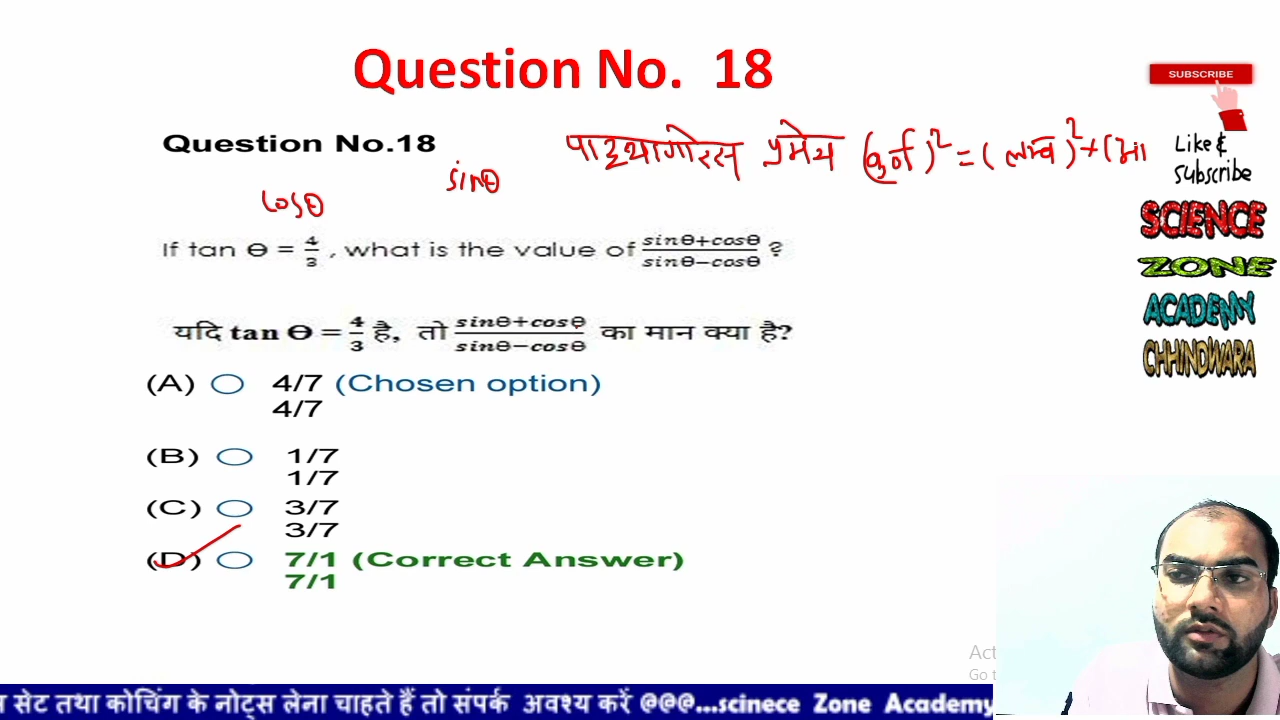 Question No. 18
SUBSCRIBE
Question No.18
पाइथागोरस प्रमेय (कर्ण)² = (लम्ब)² + (आ
Like &
Subscribe
sinθ
cosθ
SCIENCE
ZONE
ACADEMY
CHHINDWARA
If tan Θ = 4/3 , what is the value of sinθ+cosθ/sinθ−cosθ ?
यदि tan Θ = 4/3 है, तो sinθ+cosθ/sinθ−cosθ का मान क्या है?
(A) 4/7 (Chosen option)
4/7
(B) 1/7
1/7
(C) 3/7
3/7
(D) 7/1 (Correct Answer)
7/1
Act
Go t
सेट तथा कोचिंग के नोट्स लेना चाहते हैं तो संपर्क अवश्य करें @@@...scinece Zone Academy